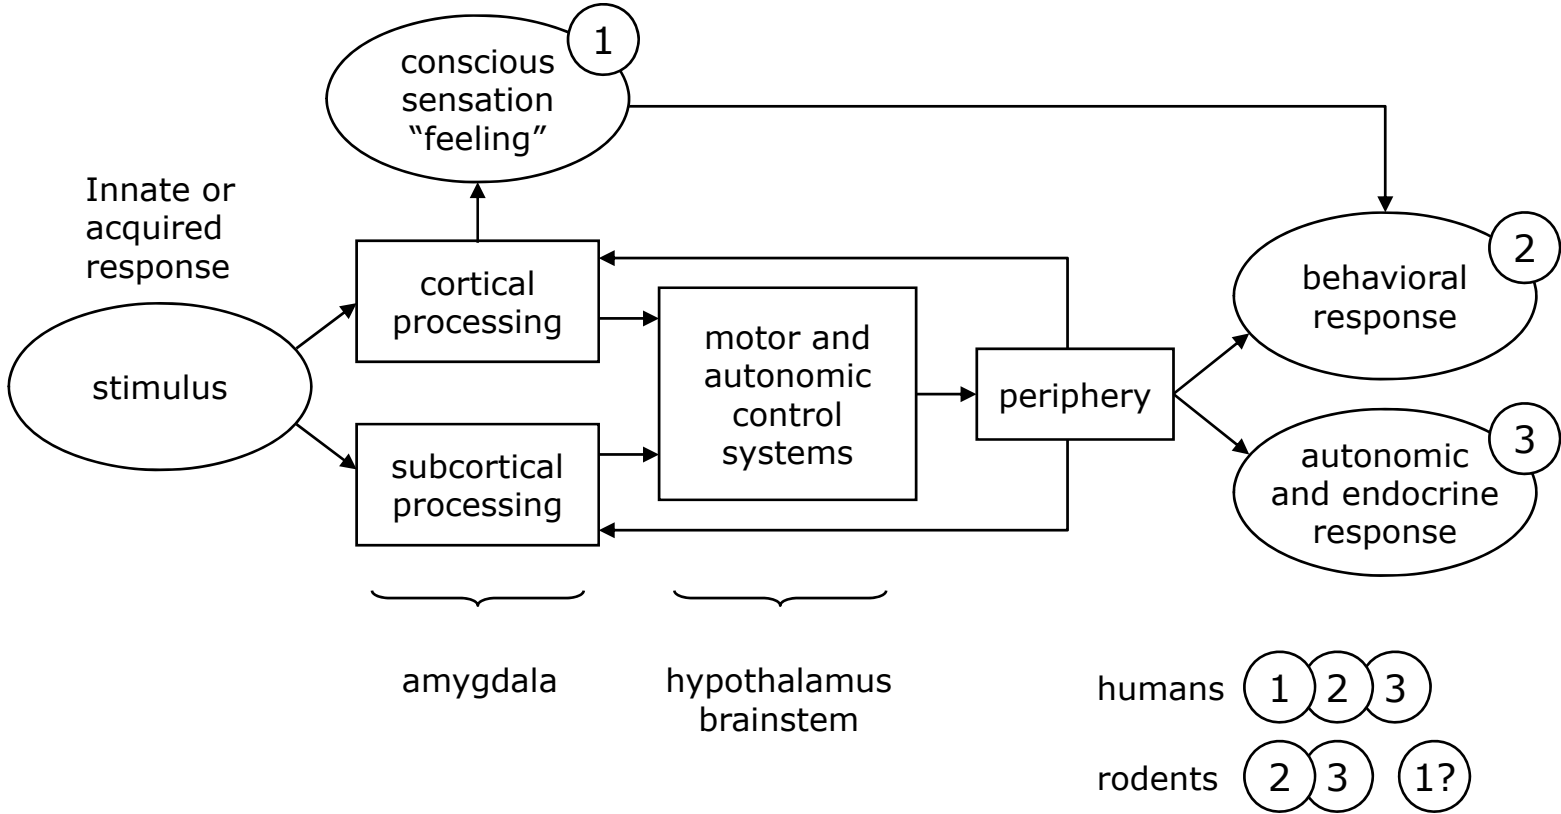 1
conscious
sensation
“feeling”
Innate or
acquired
response
stimulus
cortical
processing
subcortical
processing
motor and
autonomic
control
systems
periphery
2
behavioral
response
3
autonomic
and endocrine
response
amygdala
hypothalamus
brainstem
humans 1 2 3
rodents 2 3 1?